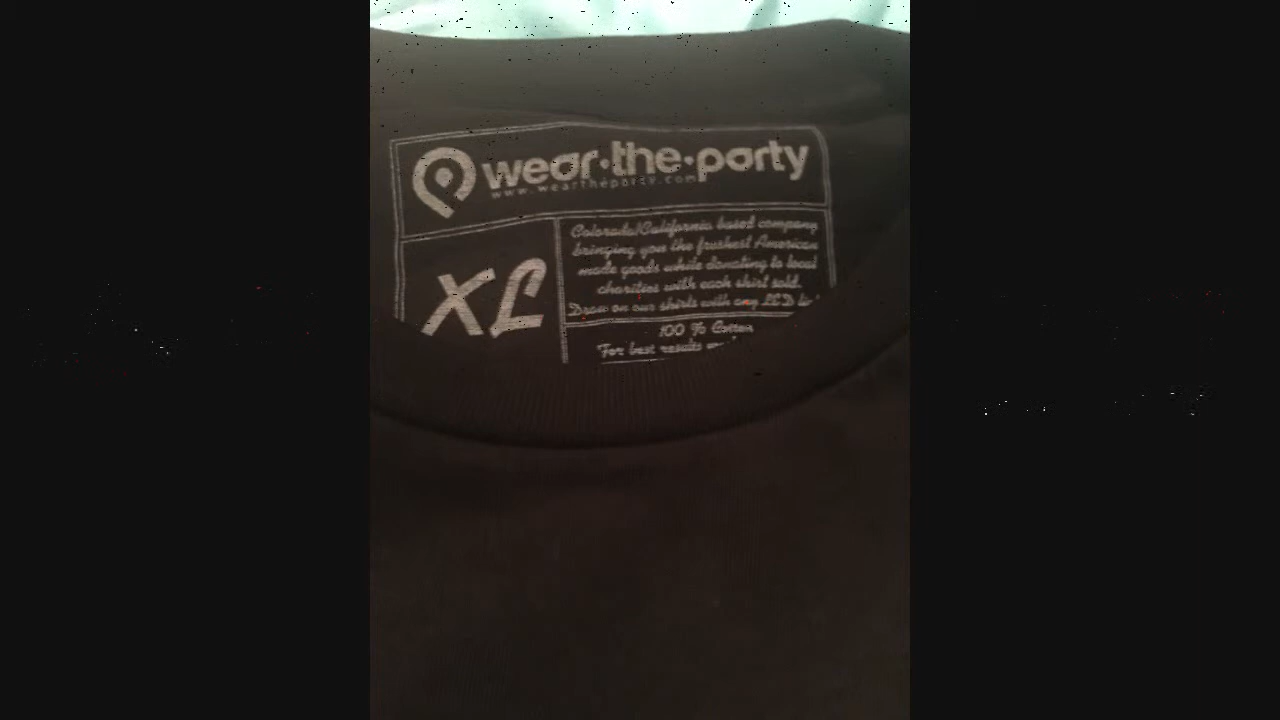 wear·the·party
www.weartheparty.com
XL
Colorado/California based company
bringing you the freshest American
made goods while donating to local
charities with each shirt sold.
Draw on our shirts with any LED
100 % Cotton
For best results